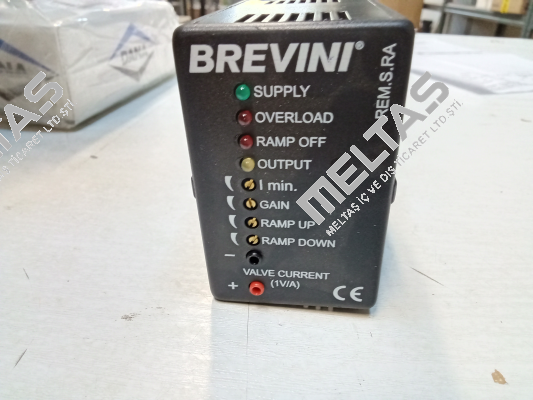 BREVINI®
REM.S.RA
SUPPLY
OVERLOAD
RAMP OFF
OUTPUT
I min.
GAIN
RAMP UP
RAMP DOWN
−
VALVE CURRENT
(1V/A)
+
CE
MELTAS
MELTAŞ İÇ VE DIŞ TİCARET LTD ŞTİ